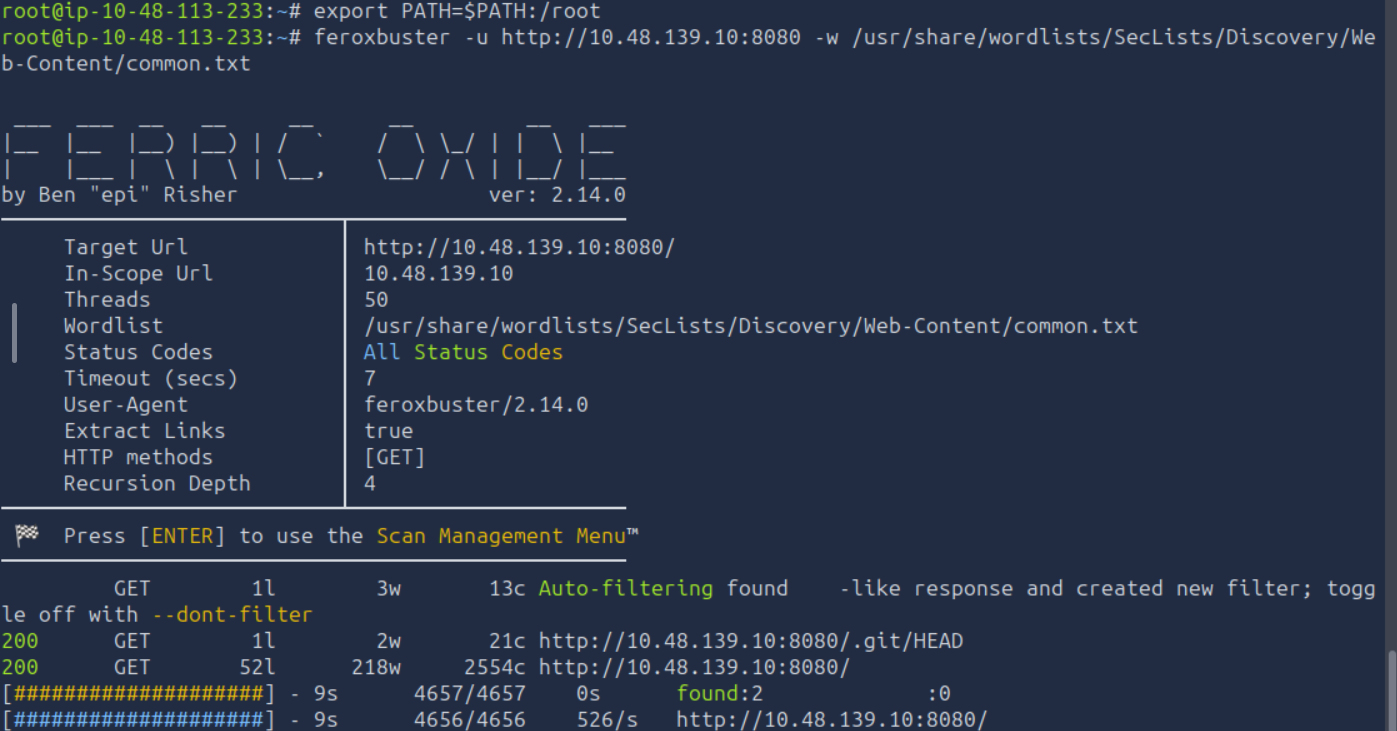 root@ip-10-48-113-233:~# export PATH=$PATH:/root
root@ip-10-48-113-233:~# feroxbuster -u http://10.48.139.10:8080 -w /usr/share/wordlists/SecLists/Discovery/We
b-Content/common.txt
FERRIC OXIDE
by Ben "epi" Risher ver: 2.14.0
Target Url http://10.48.139.10:8080/
In-Scope Url 10.48.139.10
Threads 50
Wordlist /usr/share/wordlists/SecLists/Discovery/Web-Content/common.txt
Status Codes All Status Codes
Timeout (secs) 7
User-Agent feroxbuster/2.14.0
Extract Links true
HTTP methods [GET]
Recursion Depth 4
Press [ENTER] to use the Scan Management Menu™
GET 1l 3w 13c Auto-filtering found -like response and created new filter; togg
le off with --dont-filter
200 GET 1l 2w 21c http://10.48.139.10:8080/.git/HEAD
200 GET 52l 218w 2554c http://10.48.139.10:8080/
[####################] - 9s 4657/4657 0s found:2 :0
[####################] - 9s 4656/4656 526/s http://10.48.139.10:8080/